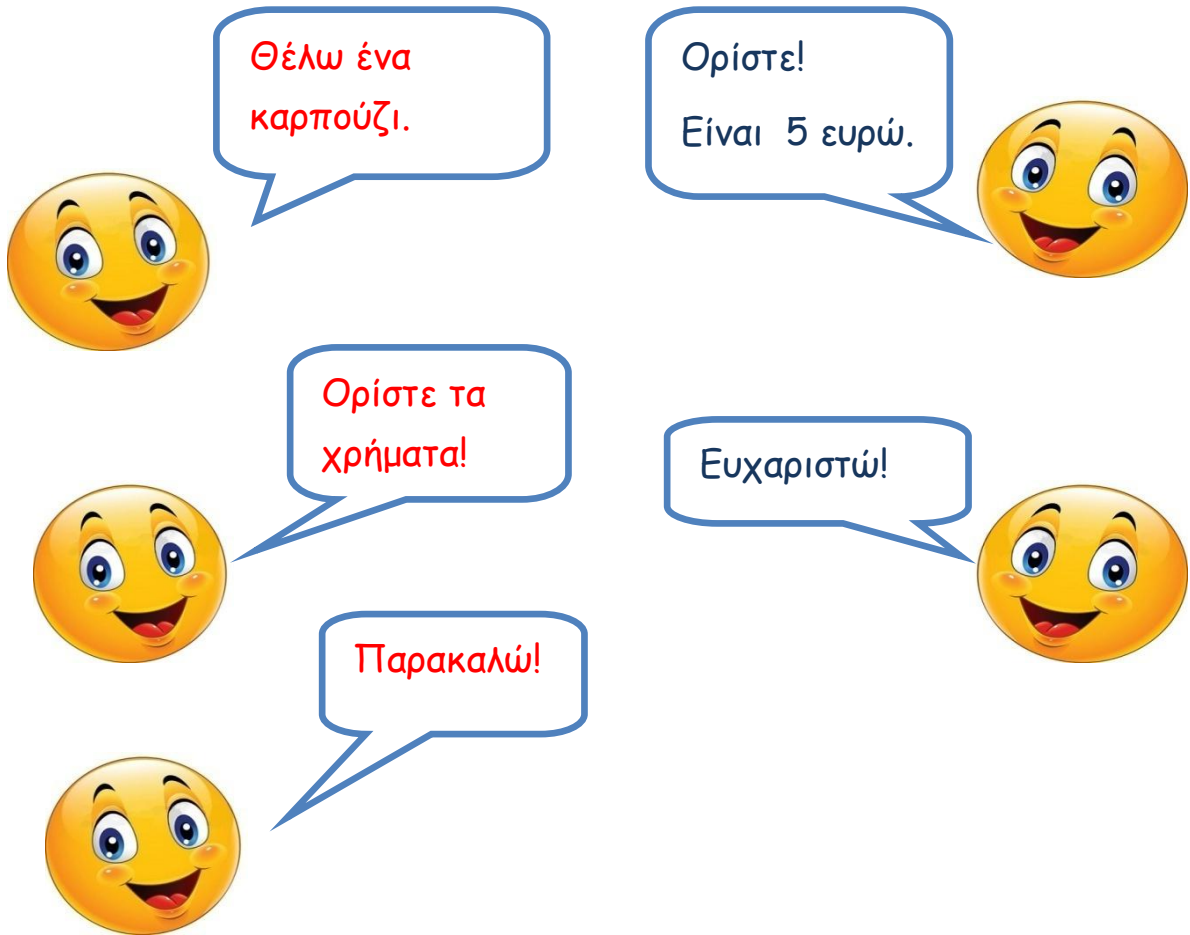 Θέλω ένα
καρπούζι.
Ορίστε!
Είναι 5 ευρώ.
Ορίστε τα
χρήματα!
Ευχαριστώ!
Παρακαλώ!